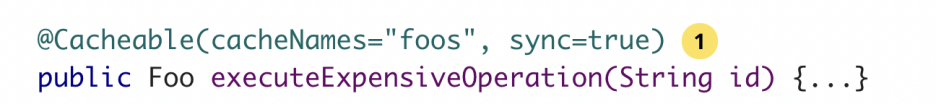 @Cacheable(cacheNames="foos", sync=true) 1
public Foo executeExpensiveOperation(String id) {...}